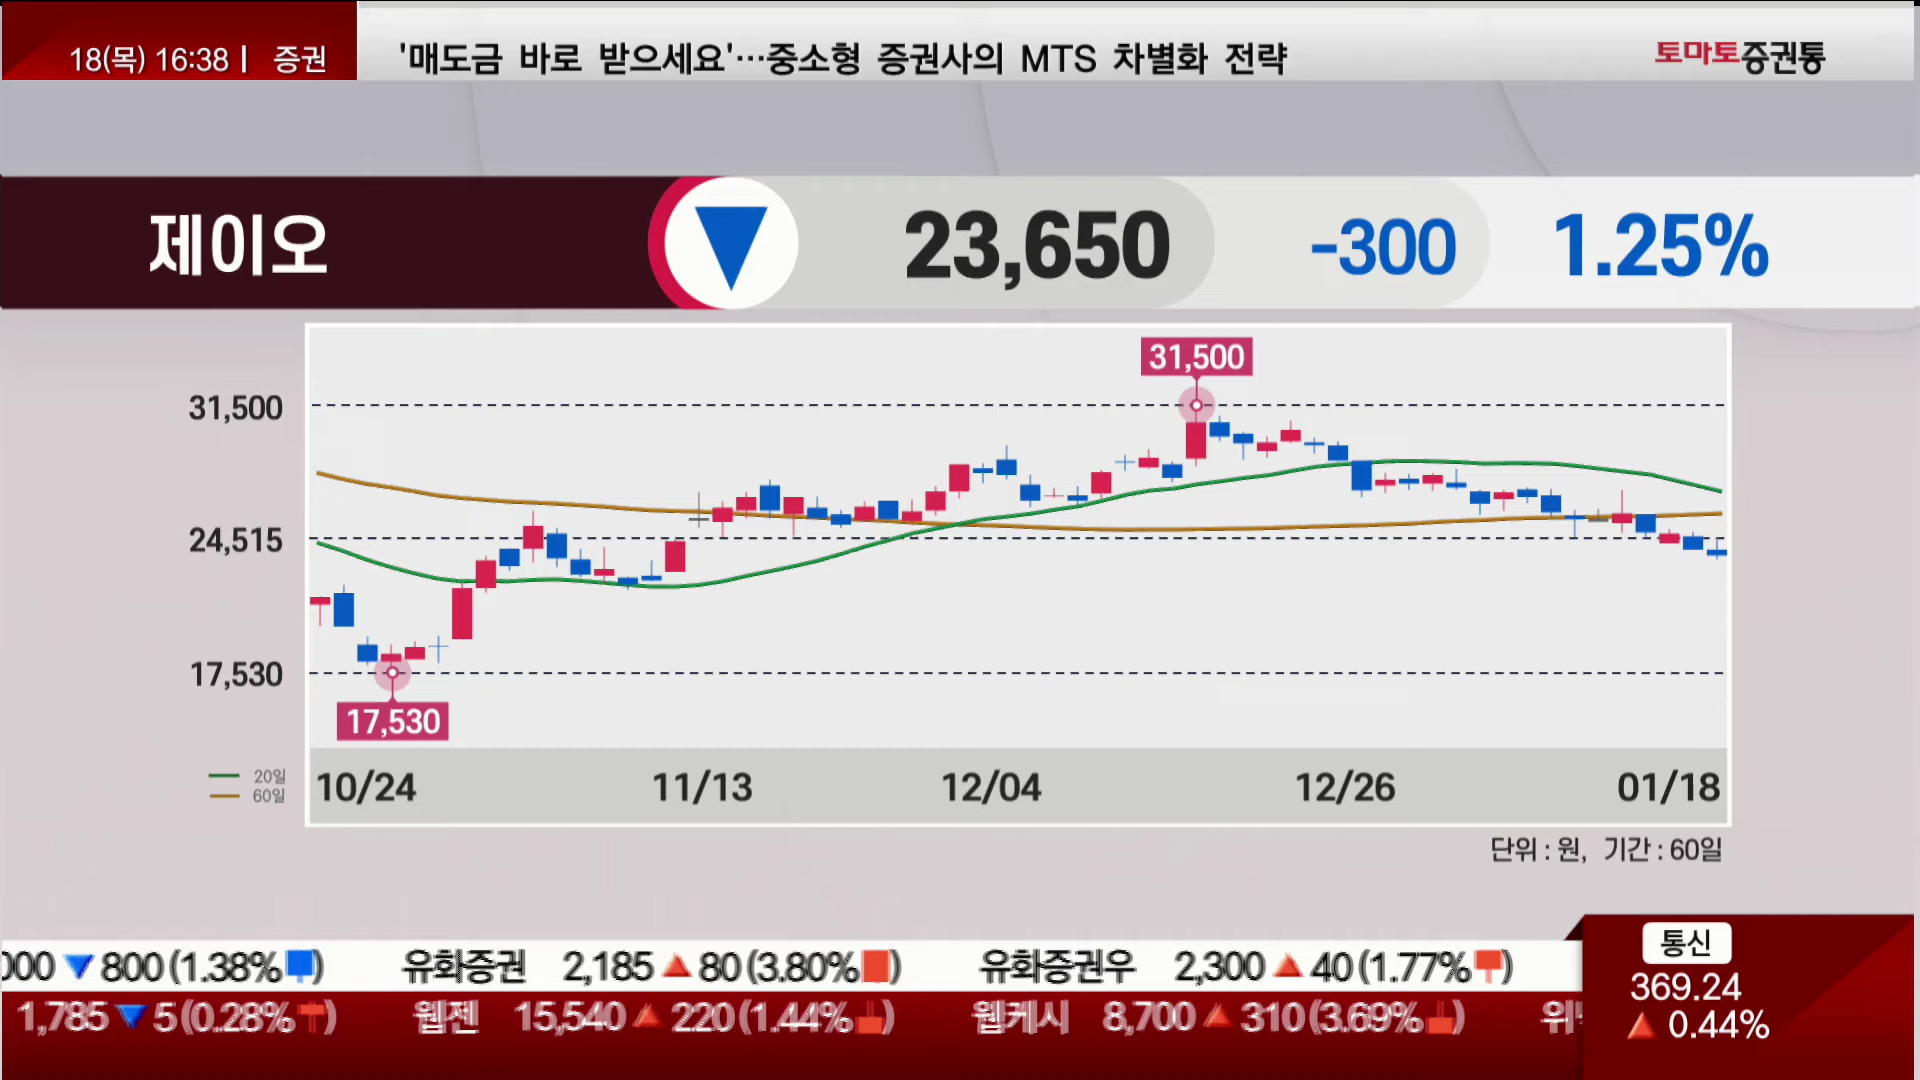 18(목) 16:38 | 증권
'매도금 바로 받으세요'…중소형 증권사의 MTS 차별화 전략
토마토증권통
제이오 ▼ 23,650 -300 1.25%
31,500
31,500
24,515
17,530
17,530
20일
60일
10/24 11/13 12/04 12/26 01/18
단위 : 원, 기간 : 60일
000 ▼ 800 (1.38%) 유화증권 2,185 ▲ 80 (3.80%) 유화증권우 2,300 ▲ 40 (1.77%)
1,785 ▼ 5 (0.28%) 웹젠 15,540 ▲ 220 (1.44%) 웹케시 8,700 ▲ 310 (3.69%)
통신
369.24
▲ 0.44%